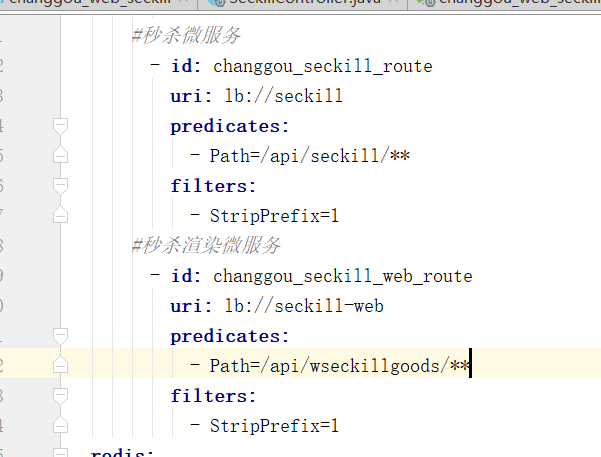 changgou_web_seckill
SeckillController.java
changgou_web_seckill
#秒杀微服务
- id: changgou_seckill_route
uri: lb://seckill
predicates:
- Path=/api/seckill/**
filters:
- StripPrefix=1
#秒杀渲染微服务
- id: changgou_seckill_web_route
uri: lb://seckill-web
predicates:
- Path=/api/wseckillgoods/**
filters:
- StripPrefix=1
redis: